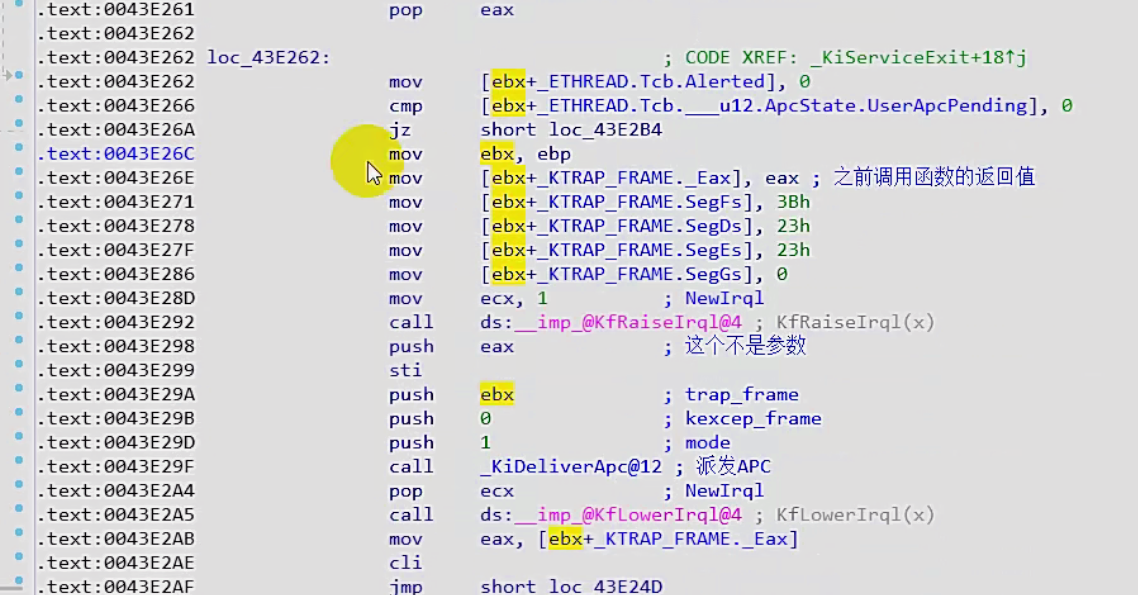 .text:0043E261 pop eax
.text:0043E262
.text:0043E262 loc_43E262: ; CODE XREF: _KiServiceExit+18↑j
.text:0043E262 mov [ebx+_ETHREAD.Tcb.Alerted], 0
.text:0043E266 cmp [ebx+_ETHREAD.Tcb.___u12.ApcState.UserApcPending], 0
.text:0043E26A jz short loc_43E2B4
.text:0043E26C mov ebx, ebp
.text:0043E26E mov [ebx+_KTRAP_FRAME._Eax], eax ; 之前调用函数的返回值
.text:0043E271 mov [ebx+_KTRAP_FRAME.SegFs], 3Bh
.text:0043E278 mov [ebx+_KTRAP_FRAME.SegDs], 23h
.text:0043E27F mov [ebx+_KTRAP_FRAME.SegEs], 23h
.text:0043E286 mov [ebx+_KTRAP_FRAME.SegGs], 0
.text:0043E28D mov ecx, 1 ; NewIrql
.text:0043E292 call ds:__imp_@KfRaiseIrql@4 ; KfRaiseIrql(x)
.text:0043E298 push eax ; 这个不是参数
.text:0043E299 sti
.text:0043E29A push ebx ; trap_frame
.text:0043E29B push 0 ; kexcep_frame
.text:0043E29D push 1 ; mode
.text:0043E29F call _KiDeliverApc@12 ; 派发APC
.text:0043E2A4 pop ecx ; NewIrql
.text:0043E2A5 call ds:__imp_@KfLowerIrql@4 ; KfLowerIrql(x)
.text:0043E2AB mov eax, [ebx+_KTRAP_FRAME._Eax]
.text:0043E2AE cli
.text:0043E2AF jmp short loc_43E24D